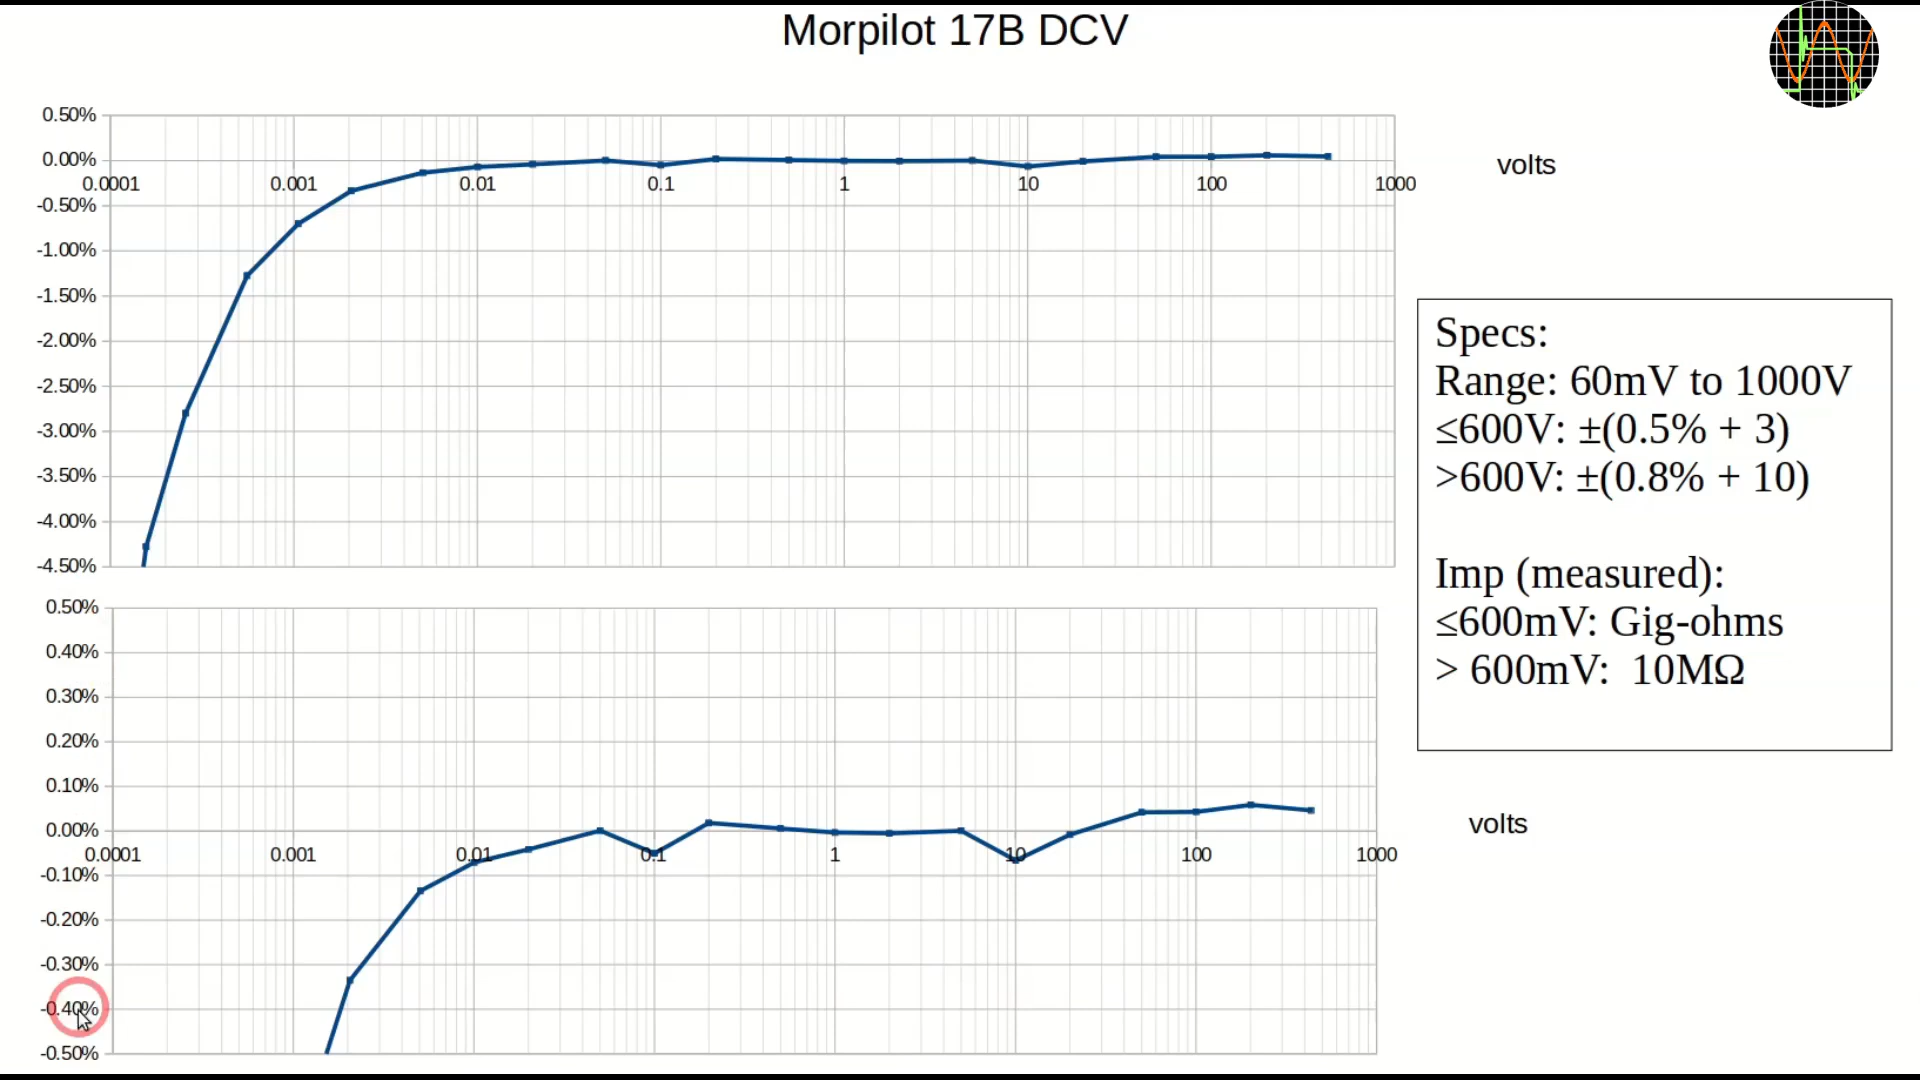 Morpilot 17B DCV
0.50%
0.00%
0.0001 0.001 0.01 0.1 1 10 100 1000
volts
-0.50%
-1.00%
-1.50%
-2.00%
-2.50%
-3.00%
-3.50%
-4.00%
-4.50%
Specs:
Range: 60mV to 1000V
≤600V: ±(0.5% + 3)
>600V: ±(0.8% + 10)
Imp (measured):
≤600mV: Gig-ohms
> 600mV: 10MΩ
0.50%
0.40%
0.30%
0.20%
0.10%
0.00%
0.0001 0.001 0.01 0.1 1 10 100 1000
volts
-0.10%
-0.20%
-0.30%
-0.40%
-0.50%